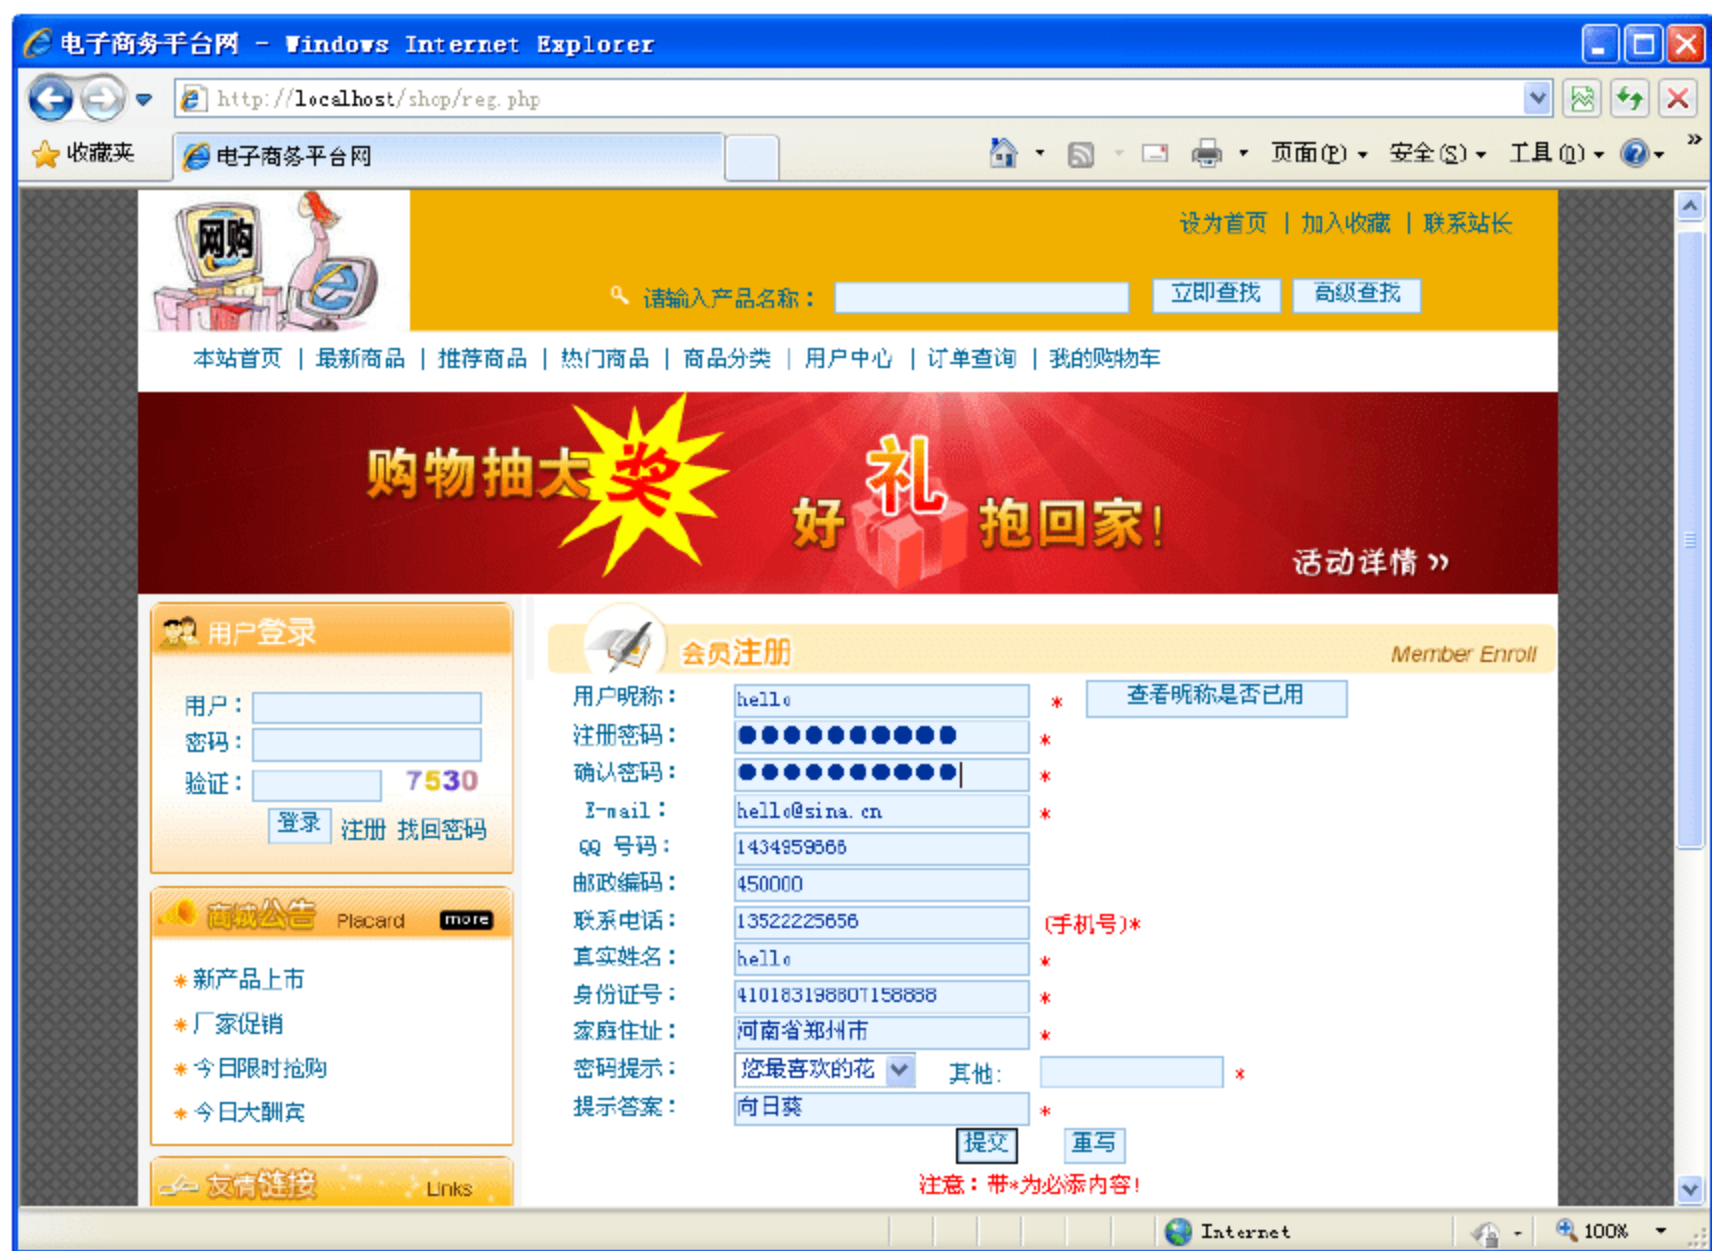 电子商务平台网 - Windows Internet Explorer
http://localhost/shop/reg.php
收藏夹 电子商务平台网 页面(P) 安全(S) 工具(O) »
网购
设为首页 | 加入收藏 | 联系站长
请输入产品名称： 立即查找 高级查找
本站首页 | 最新商品 | 推荐商品 | 热门商品 | 商品分类 | 用户中心 | 订单查询 | 我的购物车
购物抽大奖
好礼抱回家!
活动详情 »
用户登录
用户：
密码：
验证： 7530
登录 注册 找回密码
商城公告 Placard more
* 新产品上市
* 厂家促销
* 今日限时抢购
* 今日大酬宾
友情链接 Links
会员注册 Member Enroll
用户昵称： hello * 查看昵称是否已用
注册密码： ●●●●●●●●●● *
确认密码： ●●●●●●●●●● *
E-mail： hello@sina.cn *
QQ 号码： 1434959666
邮政编码： 450000
联系电话： 13522225656 (手机号)*
真实姓名： hello *
身份证号： 410183198807158888 *
家庭住址： 河南省郑州市 *
密码提示： 您最喜欢的花 其他: *
提示答案： 向日葵 *
提交 重写
注意：带*为必添内容!
Internet 100%